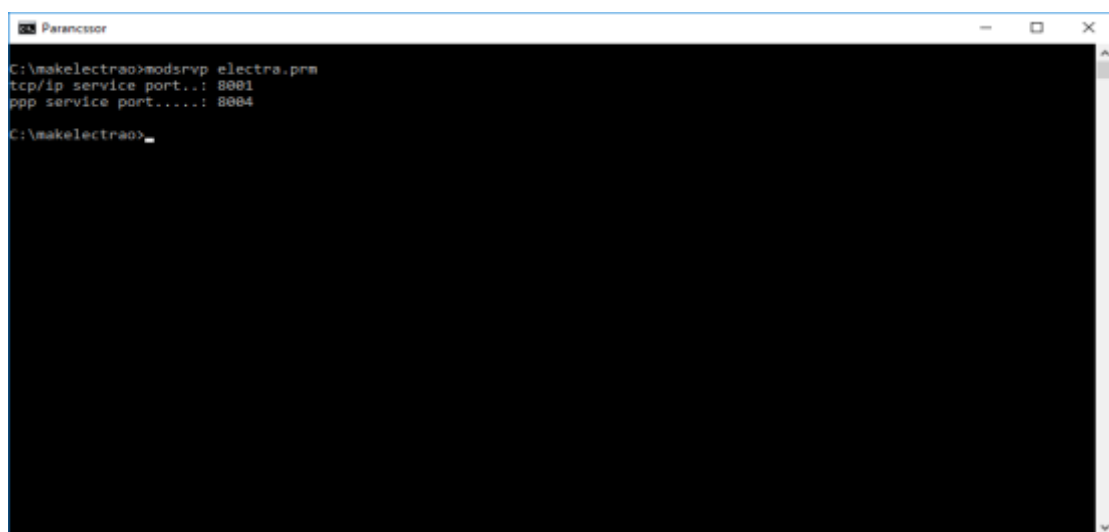 Parancssor
C:\makelectrao>modsrvp electra.prm
tcp/ip service port..: 8001
ppp service port.....: 8004
C:\makelectrao>